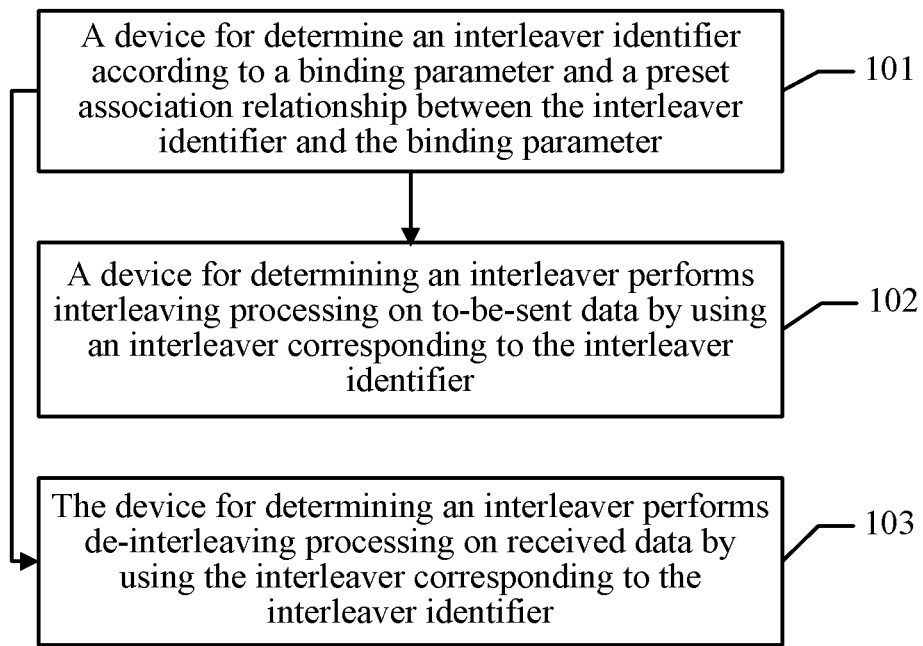 A device for determine an interleaver identifier
according to a binding parameter and a preset
association relationship between the interleaver
identifier and the binding parameter
101
A device for determining an interleaver performs
interleaving processing on to-be-sent data by using
an interleaver corresponding to the interleaver
identifier
102
The device for determining an interleaver performs
de-interleaving processing on received data by
using the interleaver corresponding to the
interleaver identifier
103